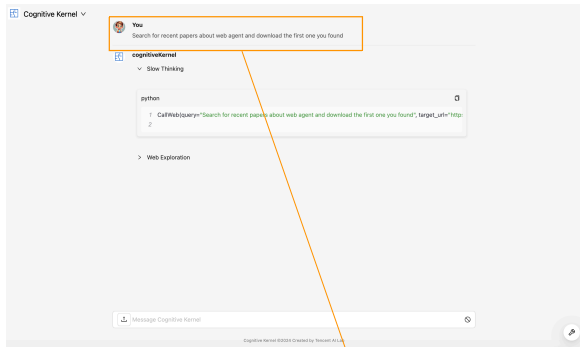 Cognitive Kernel
You
Search for recent papers about web agent and download the first one you found
cognitiveKernel
Slow Thinking
python
1 CallWeb(query="Search for recent papers about web agent and download the first one you found", target_url="http:
2
Web Exploration
Message Cognitive Kernel
Cognitive Kernel ©2024 Created by Tencent AI Lab